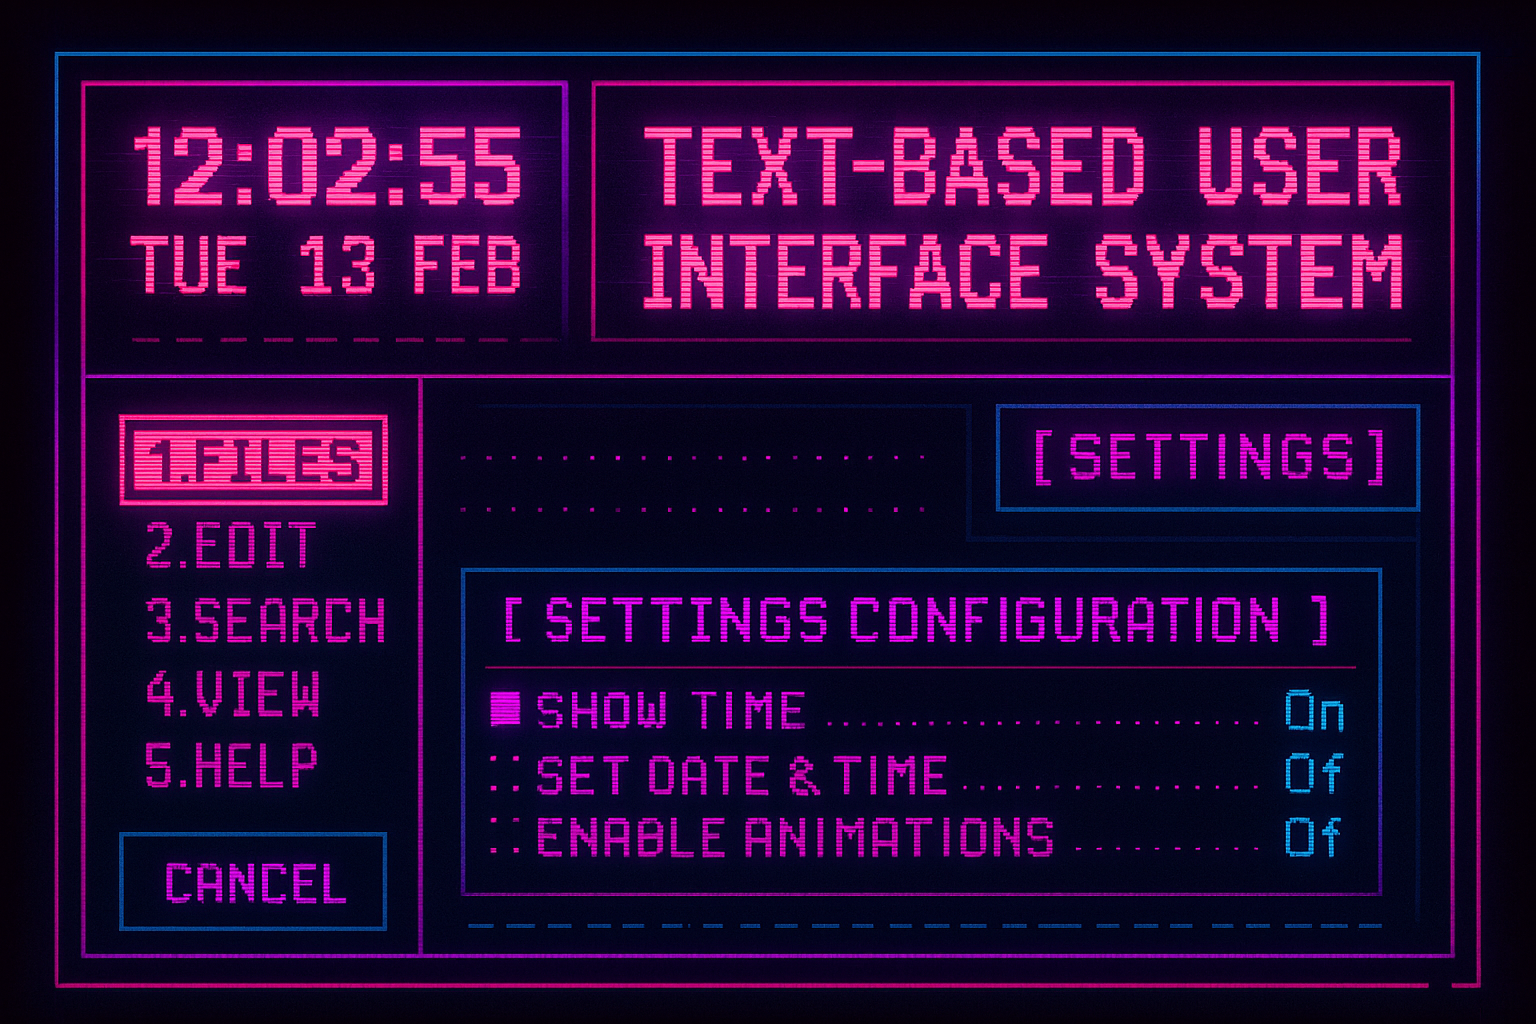 12:02:55
TUE 13 FEB
TEXT-BASED USER
INTERFACE SYSTEM
1.FILES
2.EDIT
3.SEARCH
4.VIEW
5.HELP
CANCEL
[SETTINGS]
[ SETTINGS CONFIGURATION ]
SHOW TIME .......................... On
SET DATE & TIME .................. Of
ENABLE ANIMATIONS ........... Of